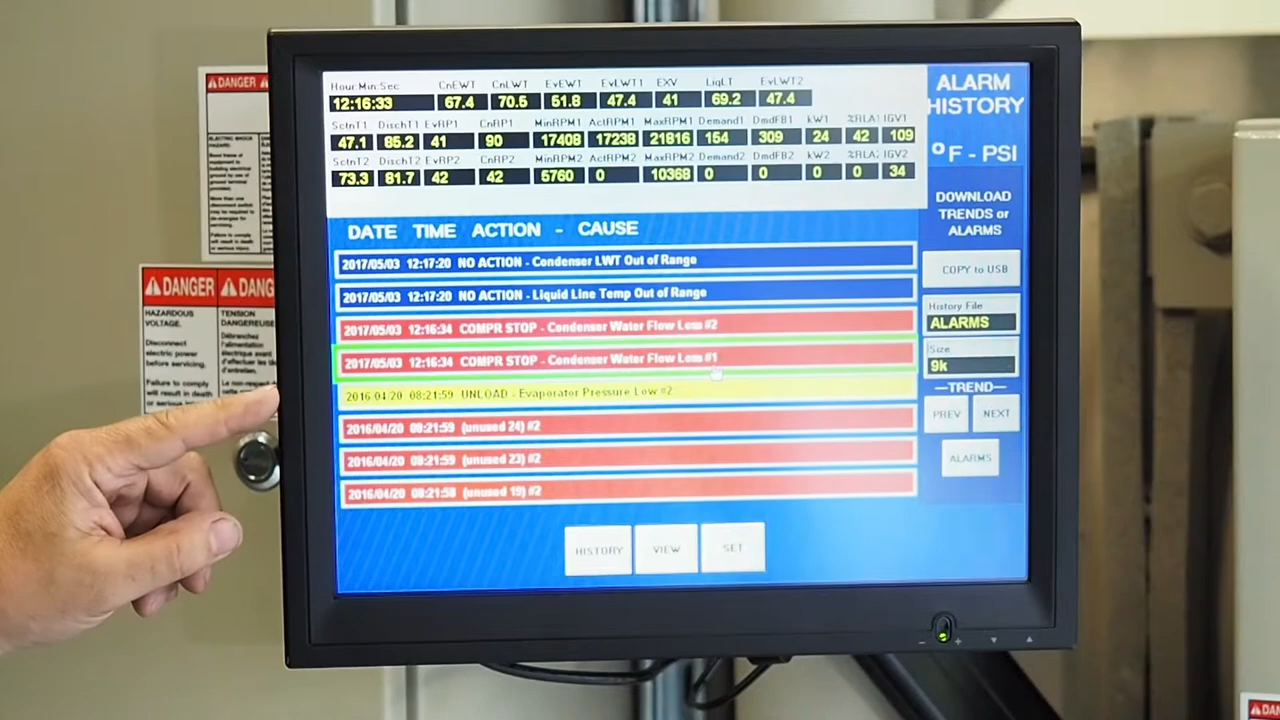 Hour:Min:Sec CnEWT CnLWT EvEWT EvLWT1 EXV LiqLT EvLWT2
12:16:33 67.4 70.5 51.8 47.4 41 69.2 47.4
SctnT1 DischT1 EvRP1 CnRP1 MinRPM1 ActRPM1 MaxRPM1 Demand1 DmdFB1 kW1 %RLA1 IGV1
47.1 85.2 41 90 17408 17238 21816 154 309 24 42 109
SctnT2 DischT2 EvRP2 CnRP2 MinRPM2 ActRPM2 MaxRPM2 Demand2 DmdFB2 kW2 %RLA2 IGV2
73.3 81.7 42 42 5760 0 10368 0 0 0 0 34
ALARM
HISTORY
°F - PSI
DOWNLOAD
TRENDS or
ALARMS
COPY to USB
History File
ALARMS
Size
9k
—TREND—
PREV NEXT
ALARMS
DATE TIME ACTION - CAUSE
2017/05/03 12:17:20 NO ACTION - Condenser LWT Out of Range
2017/05/03 12:17:20 NO ACTION - Liquid Line Temp Out of Range
2017/05/03 12:16:34 COMPR STOP - Condenser Water Flow Loss #2
2017/05/03 12:16:34 COMPR STOP - Condenser Water Flow Loss #1
2016/04/20 08:21:59 UNLOAD - Evaporator Pressure Low #2
2016/04/20 08:21:59 (unused 24) #2
2016/04/20 08:21:59 (unused 23) #2
2016/04/20 08:21:58 (unused 19) #2
HISTORY VIEW SET
DANGER
DANGER DANGER
HAZARDOUS
VOLTAGE.
Disconnect
electric power
before servicing.
Failure to comply
will result in death
TENSION
DANGEREUSE